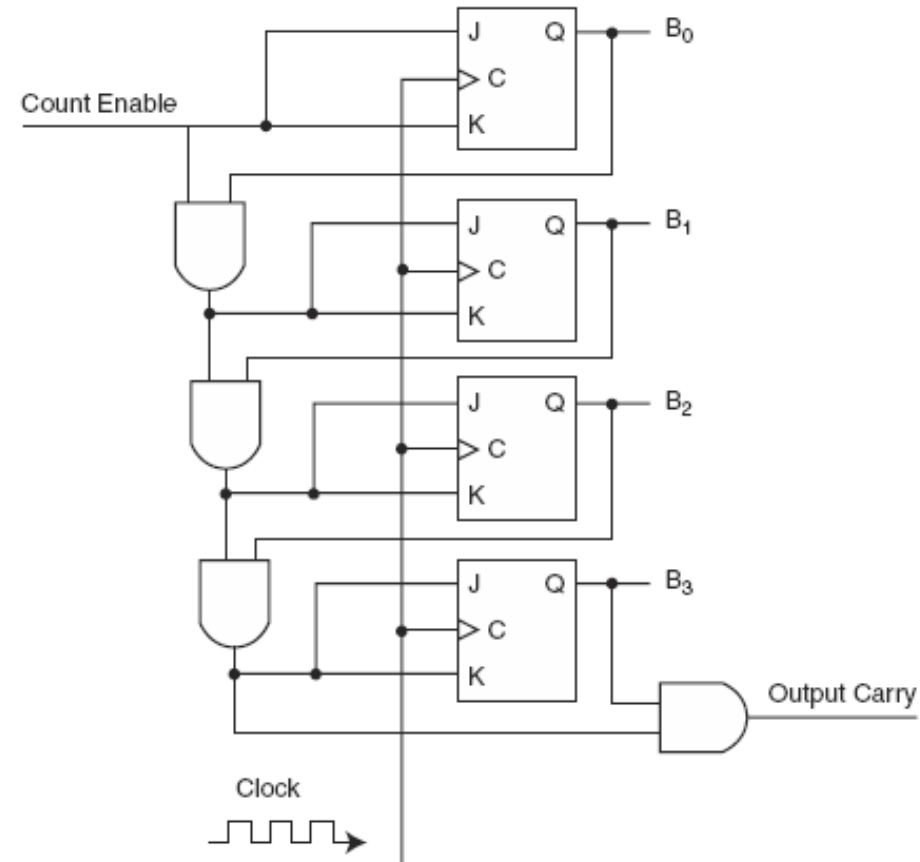 J Q B₀
C
Count Enable
K
J Q B₁
C
K
J Q B₂
C
K
J Q B₃
C
K
Output Carry
Clock